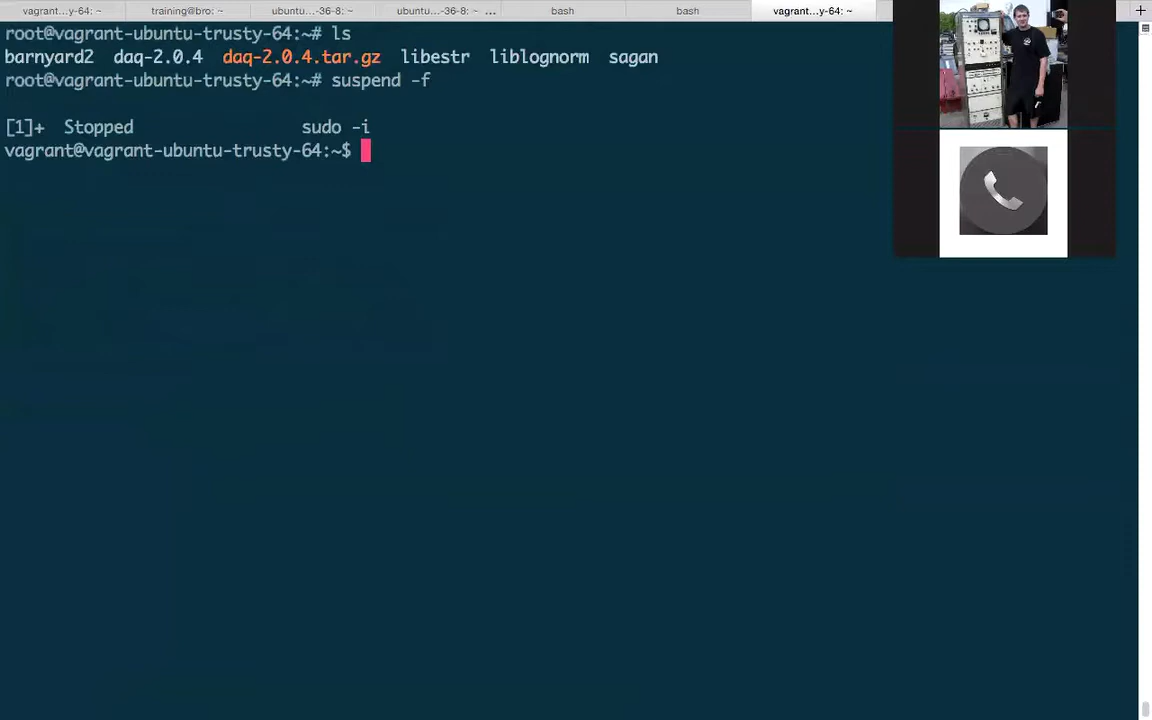 vagrant...y-64: ~
training@bro: ~
ubuntu...-36-8: ~
ubuntu...-36-8: ~ ...
bash
bash
vagrant...y-64: ~
root@vagrant-ubuntu-trusty-64:~# ls
barnyard2 daq-2.0.4 daq-2.0.4.tar.gz libestr liblognorm sagan
root@vagrant-ubuntu-trusty-64:~# suspend -f
[1]+ Stopped sudo -i
vagrant@vagrant-ubuntu-trusty-64:~$